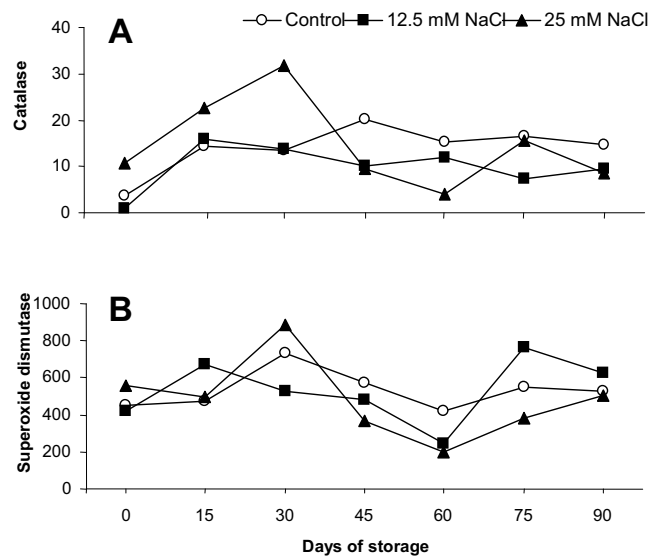 Control 12.5 mM NaCl 25 mM NaCl
A
Catalase
40
30
20
10
0
B
Superoxide dismutase
1000
800
600
400
200
0
0 15 30 45 60 75 90
Days of storage